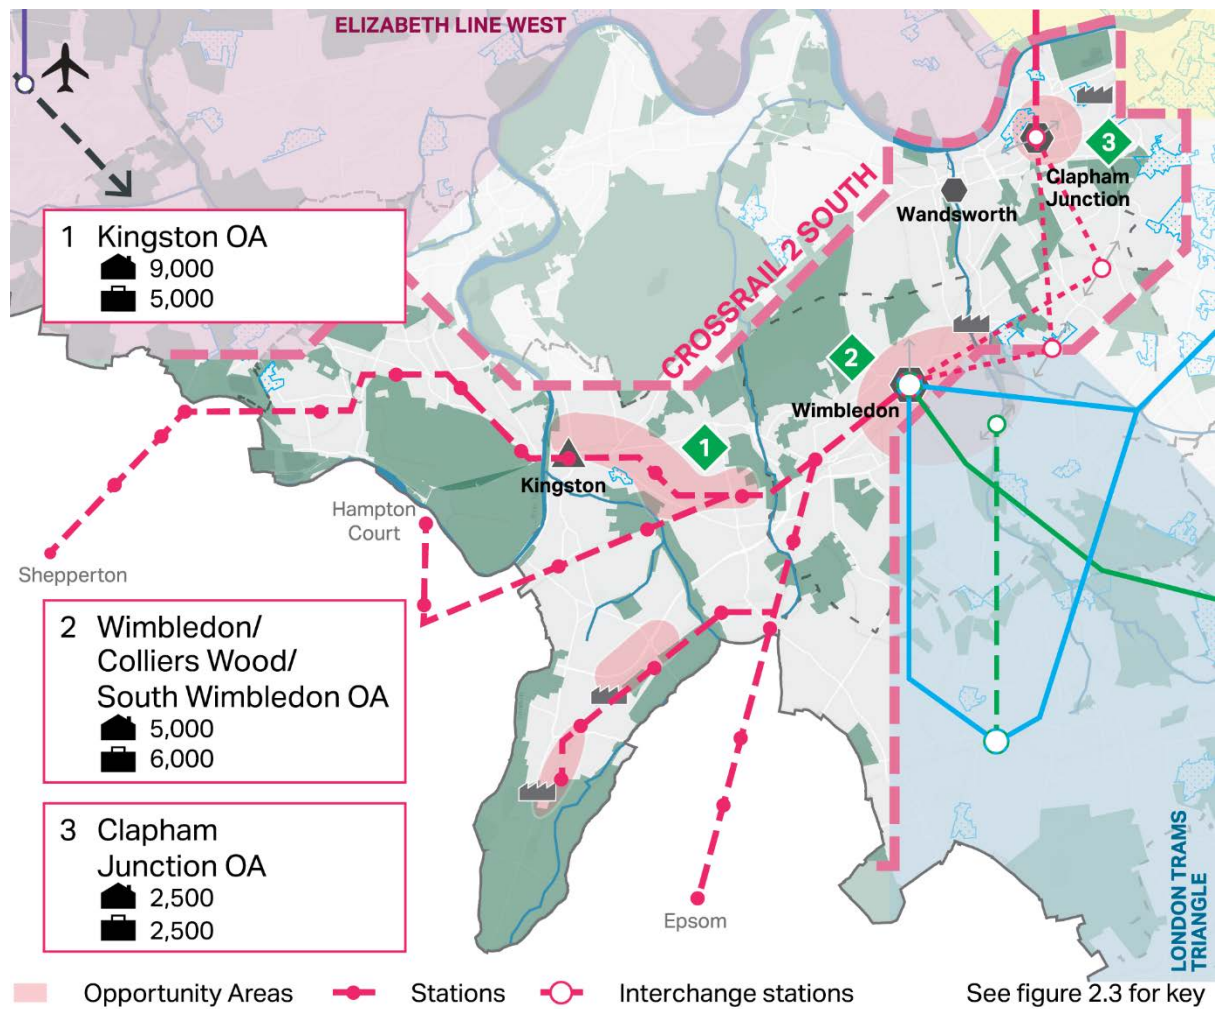 ELIZABETH LINE WEST
3
Clapham
Junction
Wandsworth
CROSSRAIL 2 SOUTH
1 Kingston OA
9,000
5,000
2
Wimbledon
1
Kingston
Hampton
Court
Shepperton
2 Wimbledon/
Colliers Wood/
South Wimbledon OA
5,000
6,000
3 Clapham
Junction OA
2,500
2,500
Epsom
LONDON TRAMS
TRIANGLE
Opportunity Areas
Stations
Interchange stations
See figure 2.3 for key